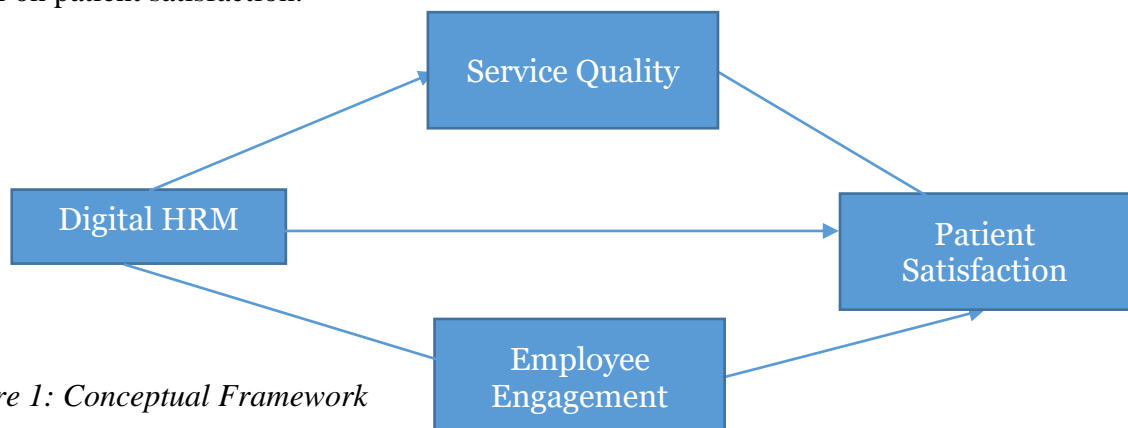 on patient satisfaction.
Service Quality
Digital HRM
Patient
Satisfaction
Employee
Engagement
re 1: Conceptual Framework